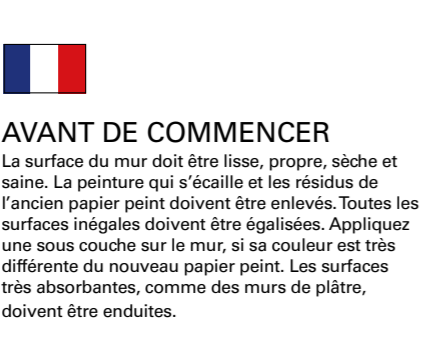 AVANT DE COMMENCER
La surface du mur doit être lisse, propre, sèche et
saine. La peinture qui s’écaille et les résidus de
l’ancien papier peint doivent être enlevés. Toutes les
surfaces inégales doivent être égalisées. Appliquez
une sous couche sur le mur, si sa couleur est très
différente du nouveau papier peint. Les surfaces
très absorbantes, comme des murs de plâtre,
doivent être enduites.